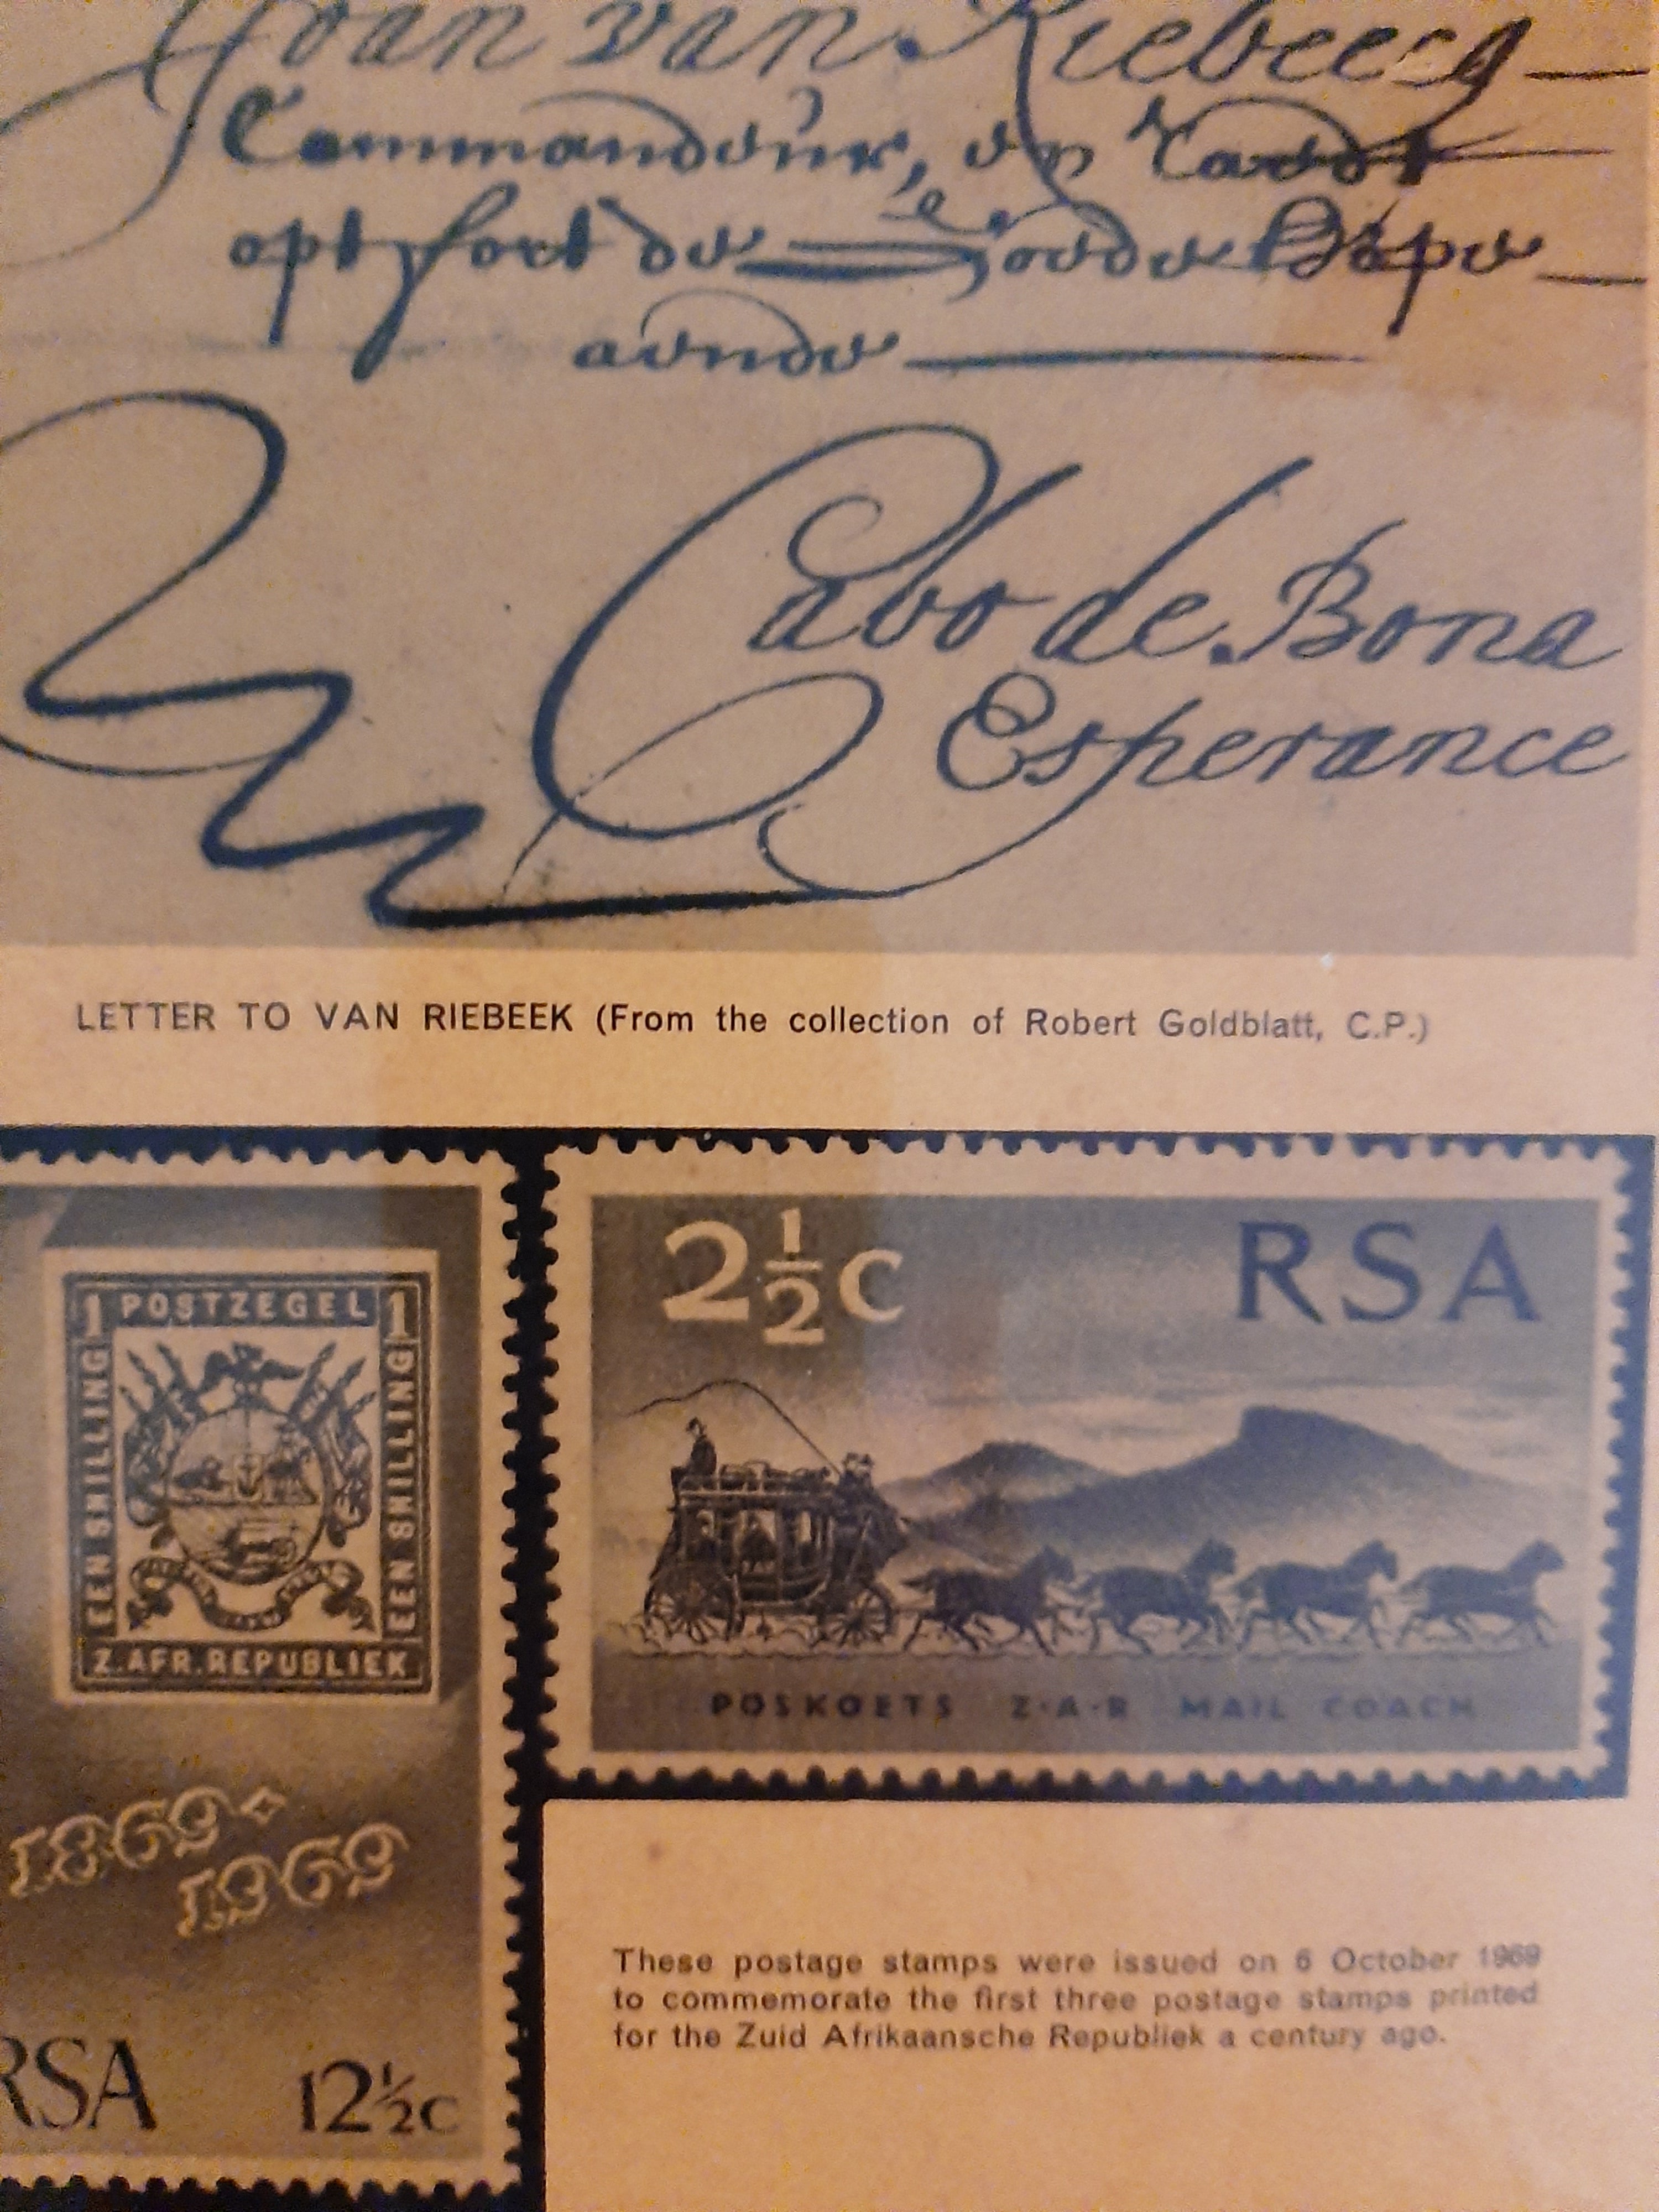 Joan van Riebeecq
Commandeur, en Raedt
opt fort de Goede Hope
aende
Cabo de Bona
Esperance
LETTER TO VAN RIEBEEK (From the collection of Robert Goldblatt, C.P.)
1 POSTZEGEL 1
EEN SHILLING
EEN SHILLING
Z.AFR.REPUBLIEK
1869-
1969
RSA 12½c
2½c RSA
POSKOETS Z·A·R MAIL COACH
These postage stamps were issued on 6 October 1969
to commemorate the first three postage stamps printed
for the Zuid Afrikaansche Republiek a century ago.